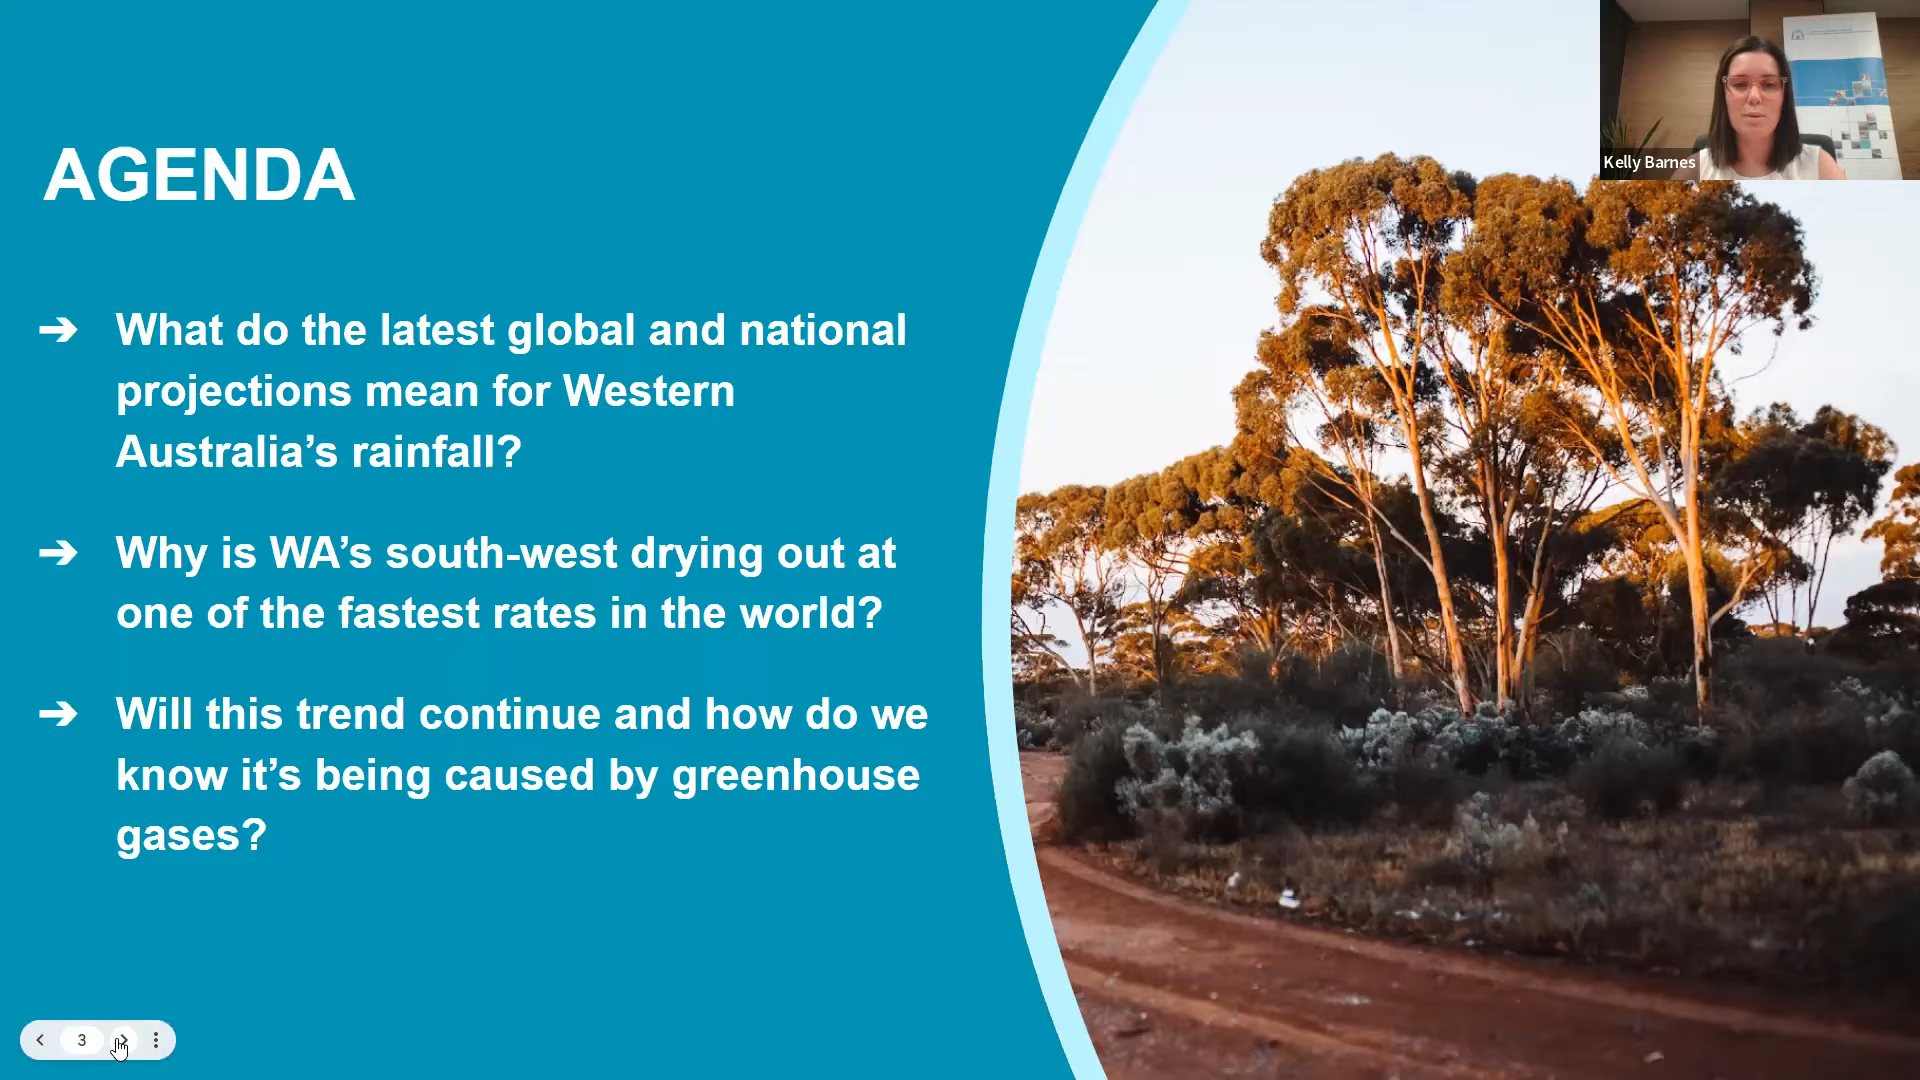 AGENDA
➔ What do the latest global and national
projections mean for Western
Australia’s rainfall?
➔ Why is WA’s south-west drying out at
one of the fastest rates in the world?
➔ Will this trend continue and how do we
know it’s being caused by greenhouse
gases?
Kelly Barnes
3